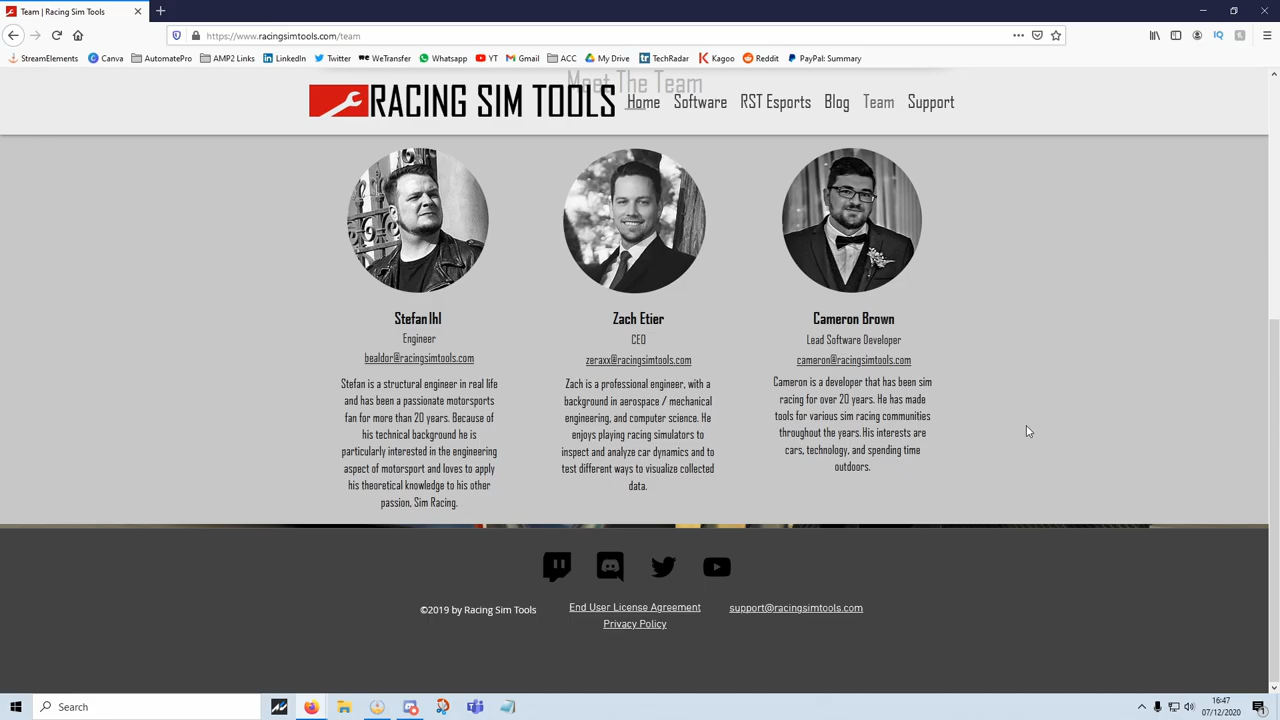 Team | Racing Sim Tools
https://www.racingsimtools.com/team
StreamElements Canva AutomatePro AMP2 Links LinkedIn Twitter WeTransfer Whatsapp YT Gmail ACC My Drive TechRadar Kagoo Reddit PayPal: Summary
Meet The Team
RACING SIM TOOLS Home Software RST Esports Blog Team Support
Stefan Ihl
Engineer
bealdor@racingsimtools.com
Stefan is a structural engineer in real life
and has been a passionate motorsports
fan for more than 20 years. Because of
his technical background he is
particularly interested in the engineering
aspect of motorsport and loves to apply
his theoretical knowledge to his other
passion, Sim Racing.
Zach Etier
CEO
zeraxx@racingsimtools.com
Zach is a professional engineer, with a
background in aerospace / mechanical
engineering, and computer science. He
enjoys playing racing simulators to
inspect and analyze car dynamics and to
test different ways to visualize collected
data.
Cameron Brown
Lead Software Developer
cameron@racingsimtools.com
Cameron is a developer that has been sim
racing for over 20 years. He has made
tools for various sim racing communities
throughout the years. His interests are
cars, technology, and spending time
outdoors.
©2019 by Racing Sim Tools
End User License Agreement
Privacy Policy
support@racingsimtools.com
Search
16:47
07/12/2020